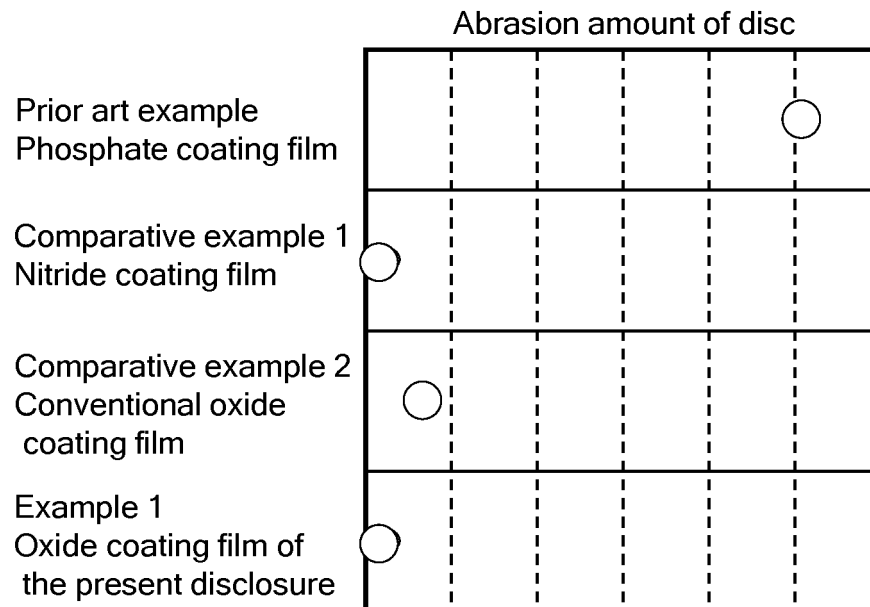 Abrasion amount of disc
Prior art example
Phosphate coating film
Comparative example 1
Nitride coating film
Comparative example 2
Conventional oxide
coating film
Example 1
Oxide coating film of
the present disclosure